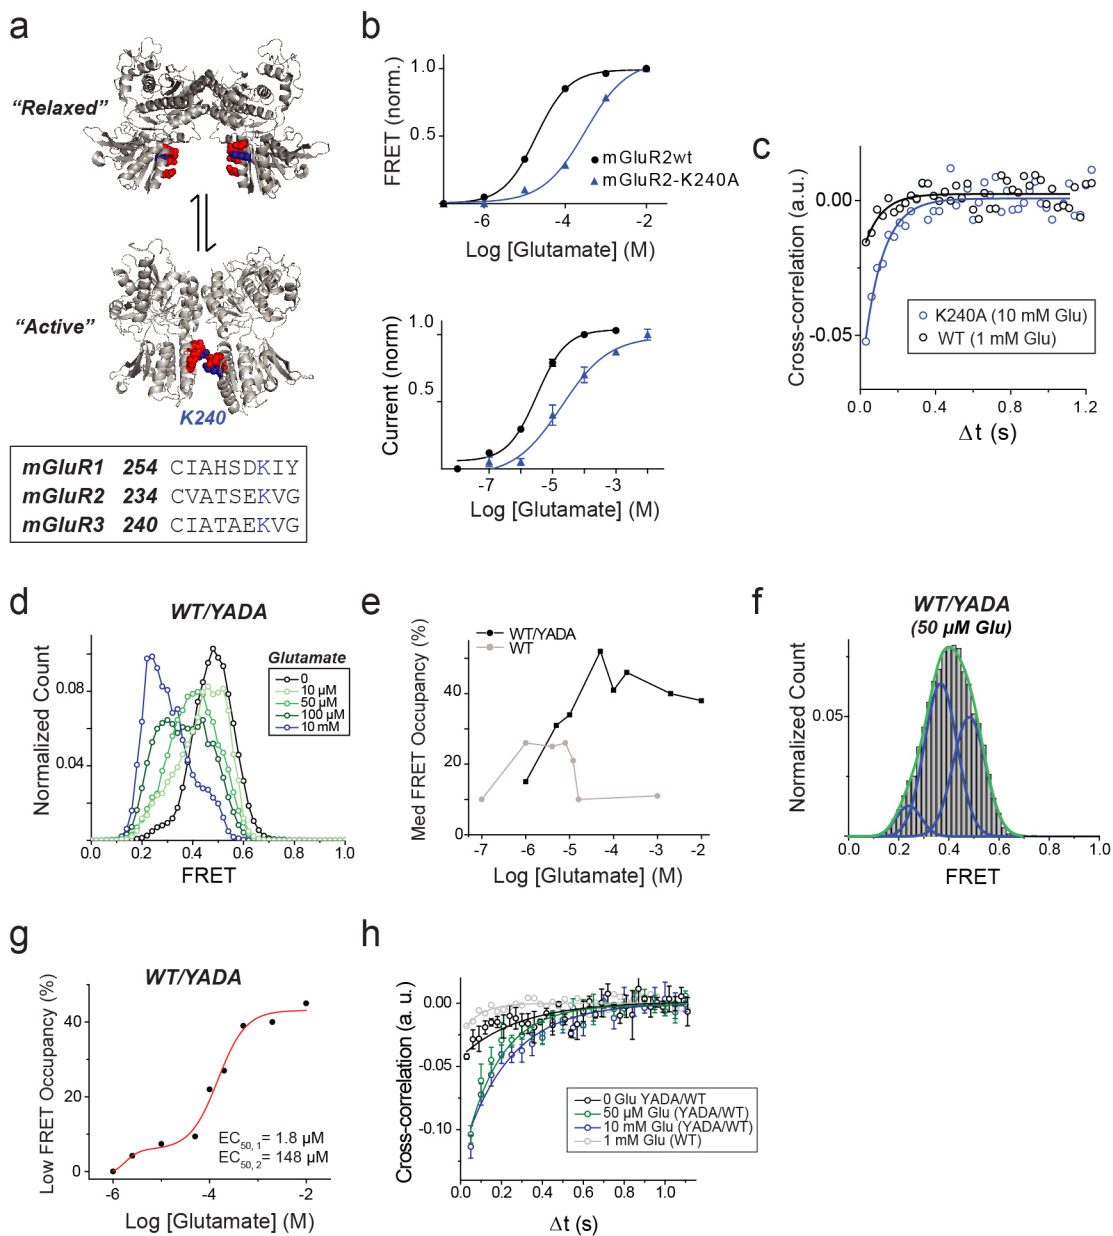 a
“Relaxed”
“Active”
K240
mGluR1 254 CIAHSDKIY
mGluR2 234 CVATSEKVG
mGluR3 240 CIATAEKVG
b
FRET (norm.)
1.0
0.5
mGluR2wt
mGluR2-K240A
-6 -4 -2
Log [Glutamate] (M)
Current (norm)
1.0
0.5
-7 -5 -3
Log [Glutamate] (M)
c
Cross-correlation (a.u.)
0.00
-0.05
K240A (10 mM Glu)
WT (1 mM Glu)
0.0 0.4 0.8 1.2
Δt (s)
d
WT/YADA
Normalized Count
0.08
0.04
Glutamate
0
10 µM
50 µM
100 µM
10 mM
0.0 0.2 0.4 0.6 0.8 1.0
FRET
e
Med FRET Occupancy (%)
WT/YADA
WT
40
20
0
-7 -6 -5 -4 -3 -2
Log [Glutamate] (M)
f
WT/YADA
(50 µM Glu)
Normalized Count
0.05
0.0 0.2 0.4 0.6 0.8 1.0
FRET
g
WT/YADA
Low FRET Occupancy (%)
40
20
0
EC50, 1= 1.8 µM
EC50, 2= 148 µM
-6 -4 -2
Log [Glutamate] (M)
h
Cross-correlation (a. u.)
0.00
-0.05
-0.10
0 Glu YADA/WT
50 µM Glu (YADA/WT)
10 mM Glu (YADA/WT)
1 mM Glu (WT)
0.0 0.2 0.4 0.6 0.8 1.0
Δt (s)